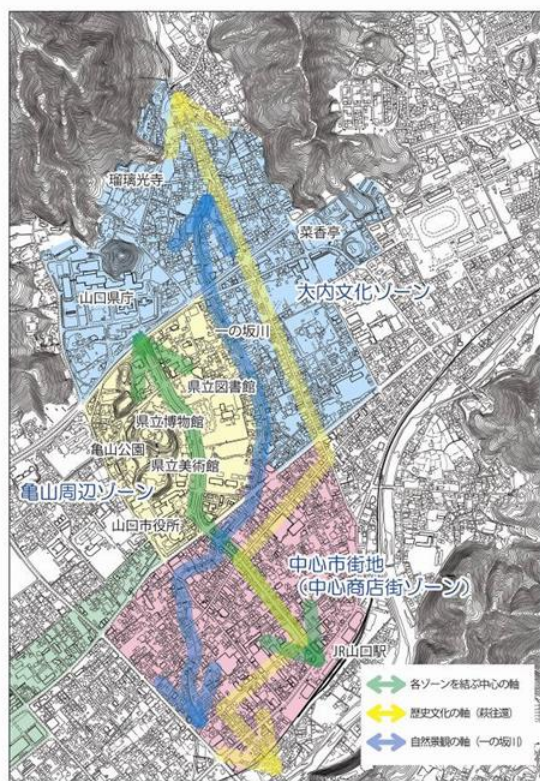 瑠璃光寺
菜香亭
大内文化ゾーン
山口県庁
一の坂川
県立図書館
県立博物館
亀山公園
県立美術館
亀山周辺ゾーン
山口市役所
中心市街地
(中心商店街ゾーン)
JR山口駅
各ゾーンを結ぶ中心の軸
歴史文化の軸(萩往還)
自然景観の軸(一の坂川)